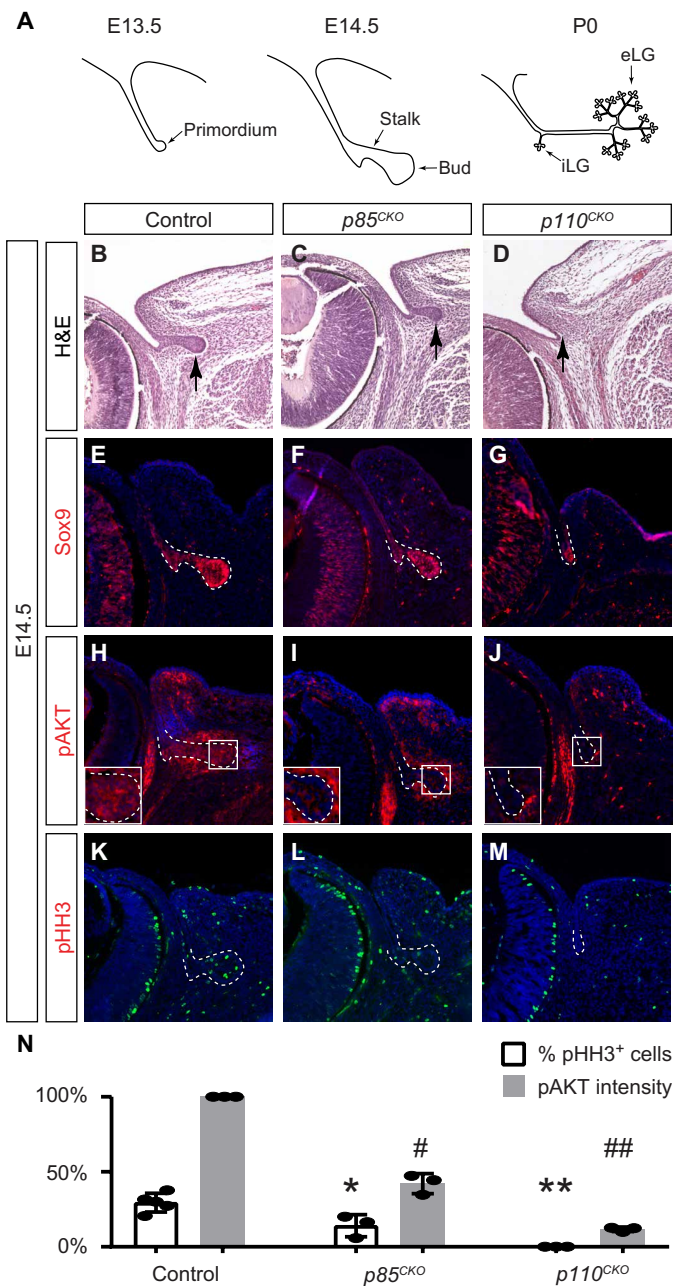 A
E13.5
E14.5
P0
Primordium
Stalk
Bud
eLG
iLG
Control
p85CKO
p110CKO
E14.5
H&E
B
C
D
Sox9
E
F
G
pAKT
H
I
J
pHH3
K
L
M
N
% pHH3+ cells
pAKT intensity
100%
50%
0%
*
#
**
##
Control
p85CKO
p110CKO